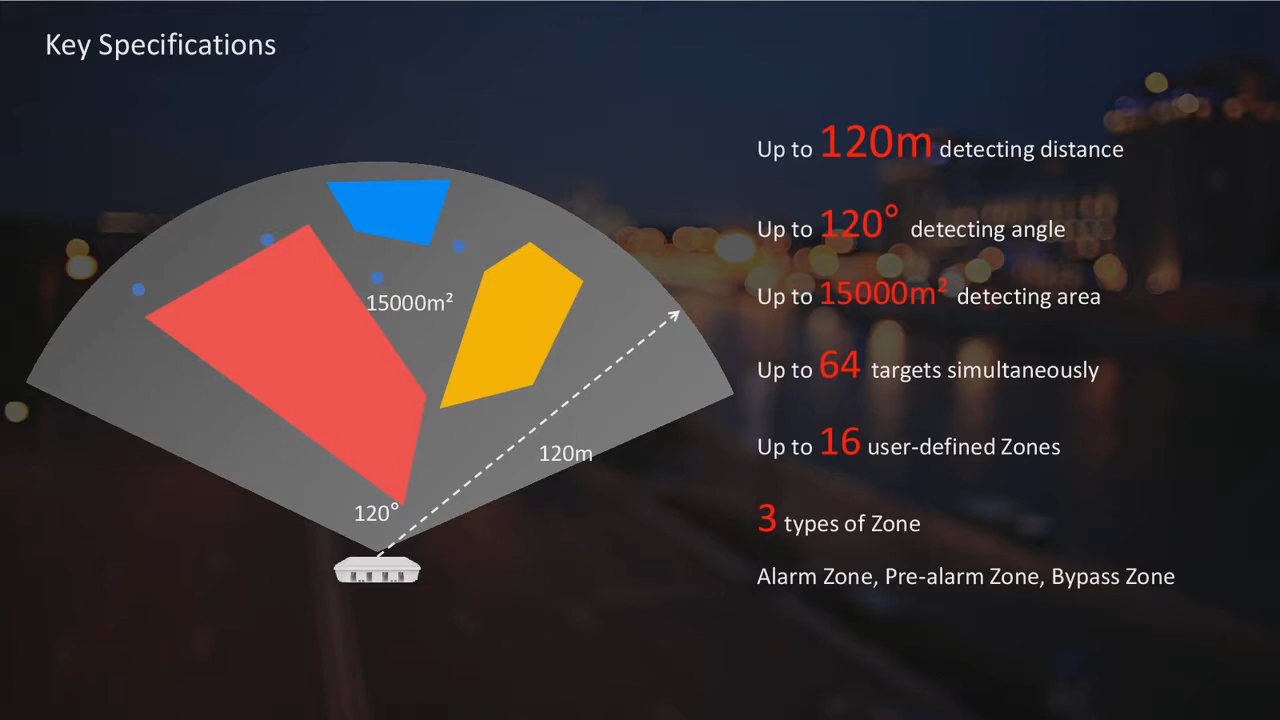 Key Specifications
15000m²
120m
120°
Up to 120m detecting distance
Up to 120° detecting angle
Up to 15000m² detecting area
Up to 64 targets simultaneously
Up to 16 user-defined Zones
3 types of Zone
Alarm Zone, Pre-alarm Zone, Bypass Zone